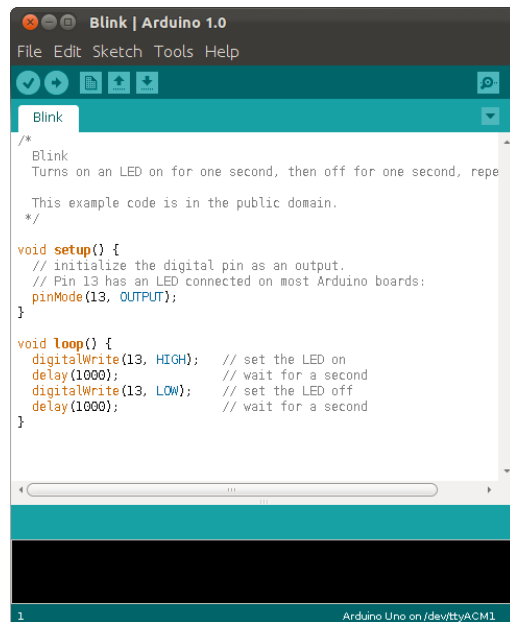 Blink | Arduino 1.0
File Edit Sketch Tools Help
Blink
/*
  Blink
  Turns on an LED on for one second, then off for one second, repe

  This example code is in the public domain.
 */

void setup() {
  // initialize the digital pin as an output.
  // Pin 13 has an LED connected on most Arduino boards:
  pinMode(13, OUTPUT);
}

void loop() {
  digitalWrite(13, HIGH);   // set the LED on
  delay(1000);              // wait for a second
  digitalWrite(13, LOW);    // set the LED off
  delay(1000);              // wait for a second
}
1 Arduino Uno on /dev/ttyACM1